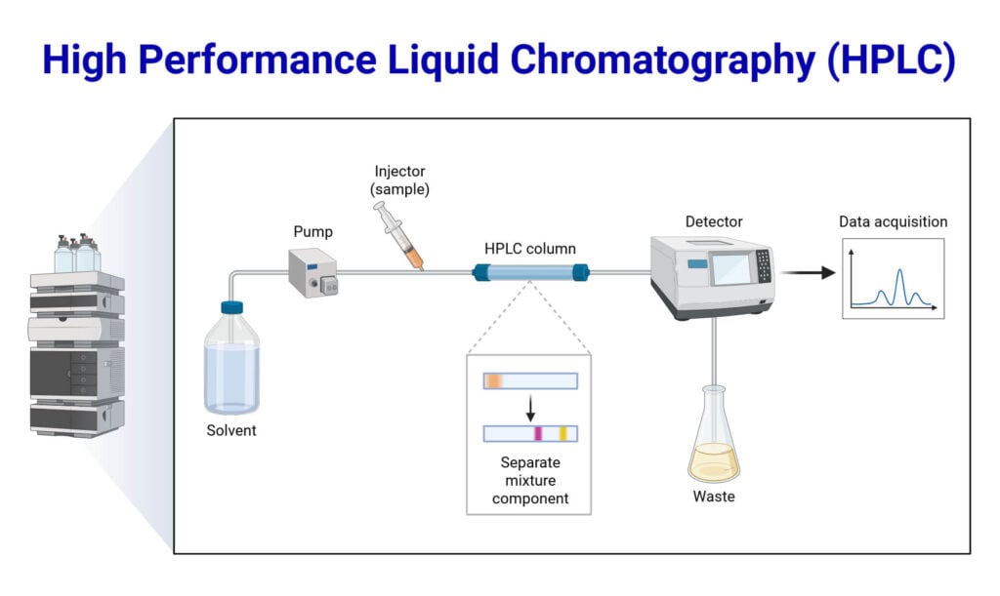 High Performance Liquid Chromatography (HPLC)
Injector
(sample)
Pump
HPLC column
Detector
Data acquisition
Solvent
Separate
mixture
component
Waste